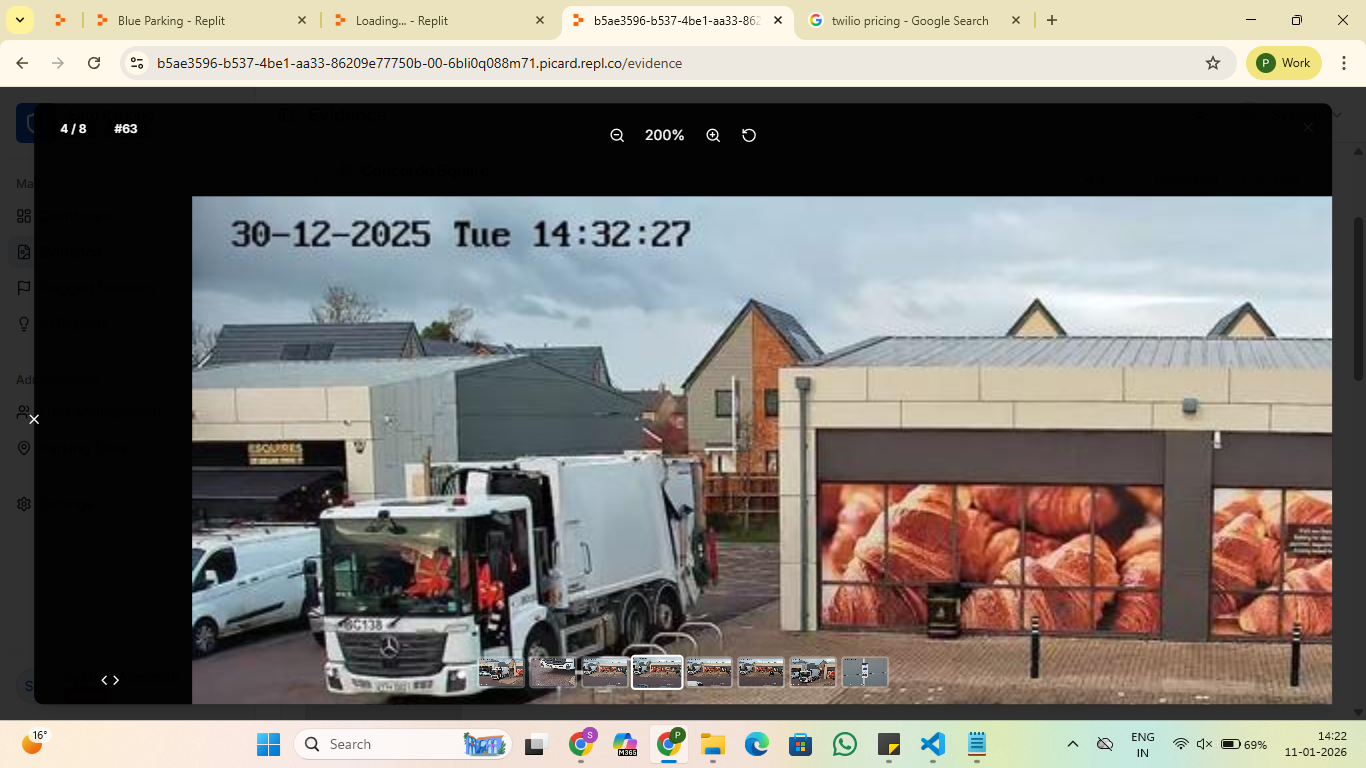 Blue Parking - Replit
Loading... - Replit
b5ae3596-b537-4be1-aa33-862
twilio pricing - Google Search
b5ae3596-b537-4be1-aa33-86209e77750b-00-6bli0q088m71.picard.repl.co/evidence
P
Work
4 / 8
#63
200%
30-12-2025 Tue 14:32:27
ESQUIRES
GC138
16°
Search
S
M365
P
69%
ENG
IN
14:22
11-01-2026